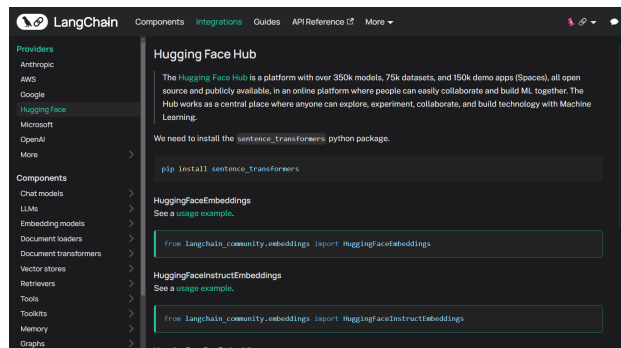 LangChain
Components Integrations Guides API Reference More
Providers
Anthropic
AWS
Google
Hugging Face
Microsoft
OpenAI
More
Components
Chat models
LLMs
Embedding models
Document loaders
Document transformers
Vector stores
Retrievers
Tools
Toolkits
Memory
Graphs
Hugging Face Hub
The Hugging Face Hub is a platform with over 350k models, 75k datasets, and 150k demo apps (Spaces), all open
source and publicly available, in an online platform where people can easily collaborate and build ML together. The
Hub works as a central place where anyone can explore, experiment, collaborate, and build technology with Machine
Learning.
We need to install the sentence_transformers python package.
pip install sentence_transformers
HuggingFaceEmbeddings
See a usage example.
from langchain_community.embeddings import HuggingFaceEmbeddings
HuggingFaceInstructEmbeddings
See a usage example.
from langchain_community.embeddings import HuggingFaceInstructEmbeddings